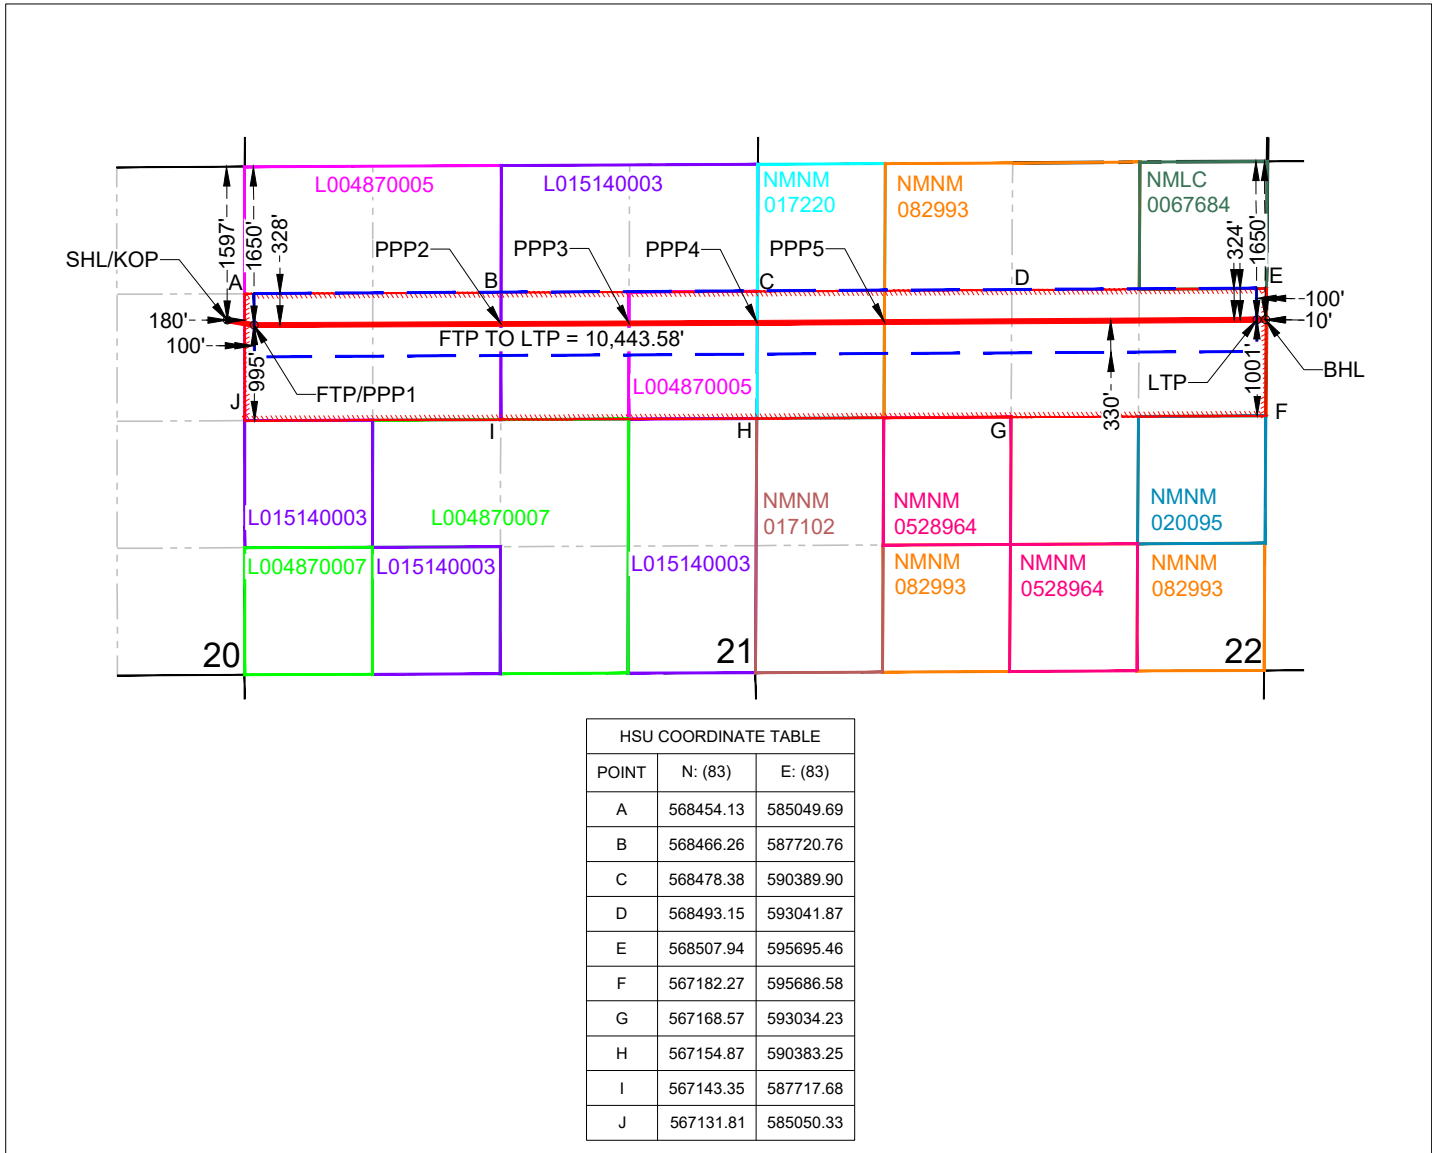 L004870005
L015140003
NMNM
017220
NMNM
082993
NMLC
0067684
1597'
1650'
328'
324'
1650'
SHL/KOP
PPP2
PPP3
PPP4
PPP5
A
B
C
D
E
180'
100'
100'
10'
FTP TO LTP = 10,443.58'
995'
FTP/PPP1
L004870005
330'
LTP
1001'
BHL
J
I
H
G
F
L015140003
L004870007
NMNM
017102
NMNM
0528964
NMNM
020095
L004870007
L015140003
L015140003
NMNM
082993
NMNM
0528964
NMNM
082993
20
21
22
HSU COORDINATE TABLE
POINT N: (83) E: (83)
A 568454.13 585049.69
B 568466.26 587720.76
C 568478.38 590389.90
D 568493.15 593041.87
E 568507.94 595695.46
F 567182.27 595686.58
G 567168.57 593034.23
H 567154.87 590383.25
I 567143.35 587717.68
J 567131.81 585050.33